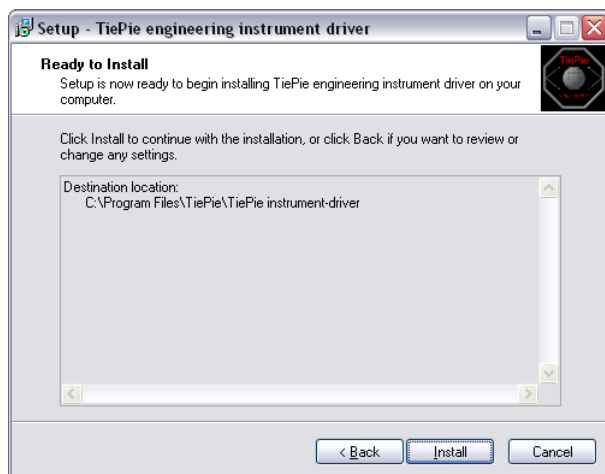 Setup - TiePie engineering instrument driver
Ready to Install
Setup is now ready to begin installing TiePie engineering instrument driver on your
computer.
TiePie
Click Install to continue with the installation, or click Back if you want to review or
change any settings.
Destination location:
C:\Program Files\TiePie\TiePie instrument-driver
< Back
Install
Cancel